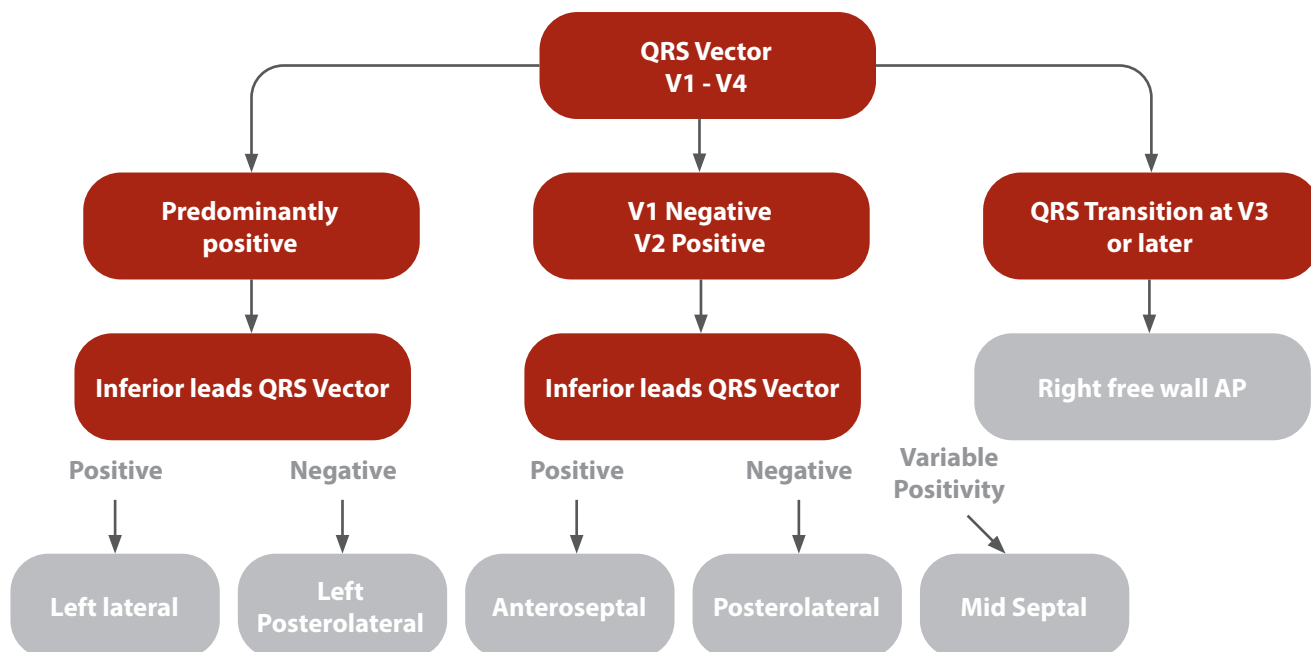 QRS Vector
V1 - V4
Predominantly
positive
V1 Negative
V2 Positive
QRS Transition at V3
or later
Inferior leads QRS Vector
Inferior leads QRS Vector
Right free wall AP
Positive
Negative
Positive
Negative
Variable
Positivity
Left lateral
Left
Posterolateral
Anteroseptal
Posterolateral
Mid Septal